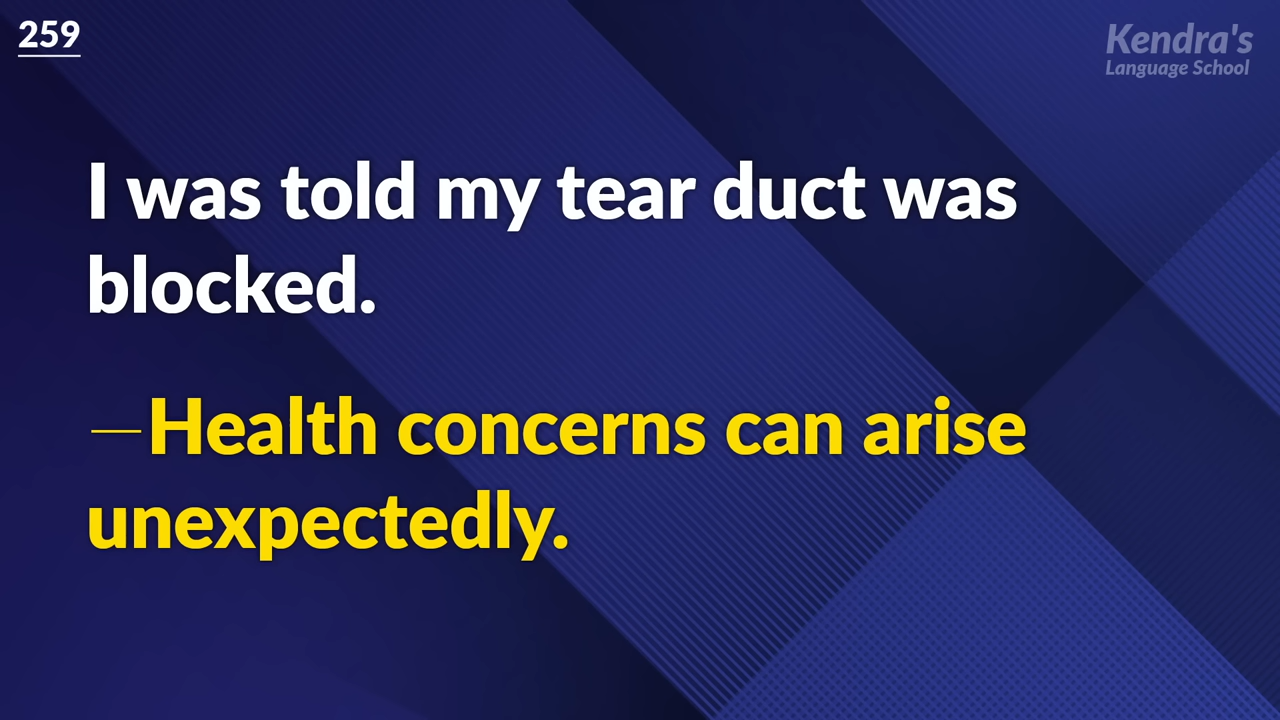 259
Kendra's
Language School
I was told my tear duct was
blocked.
—Health concerns can arise
unexpectedly.